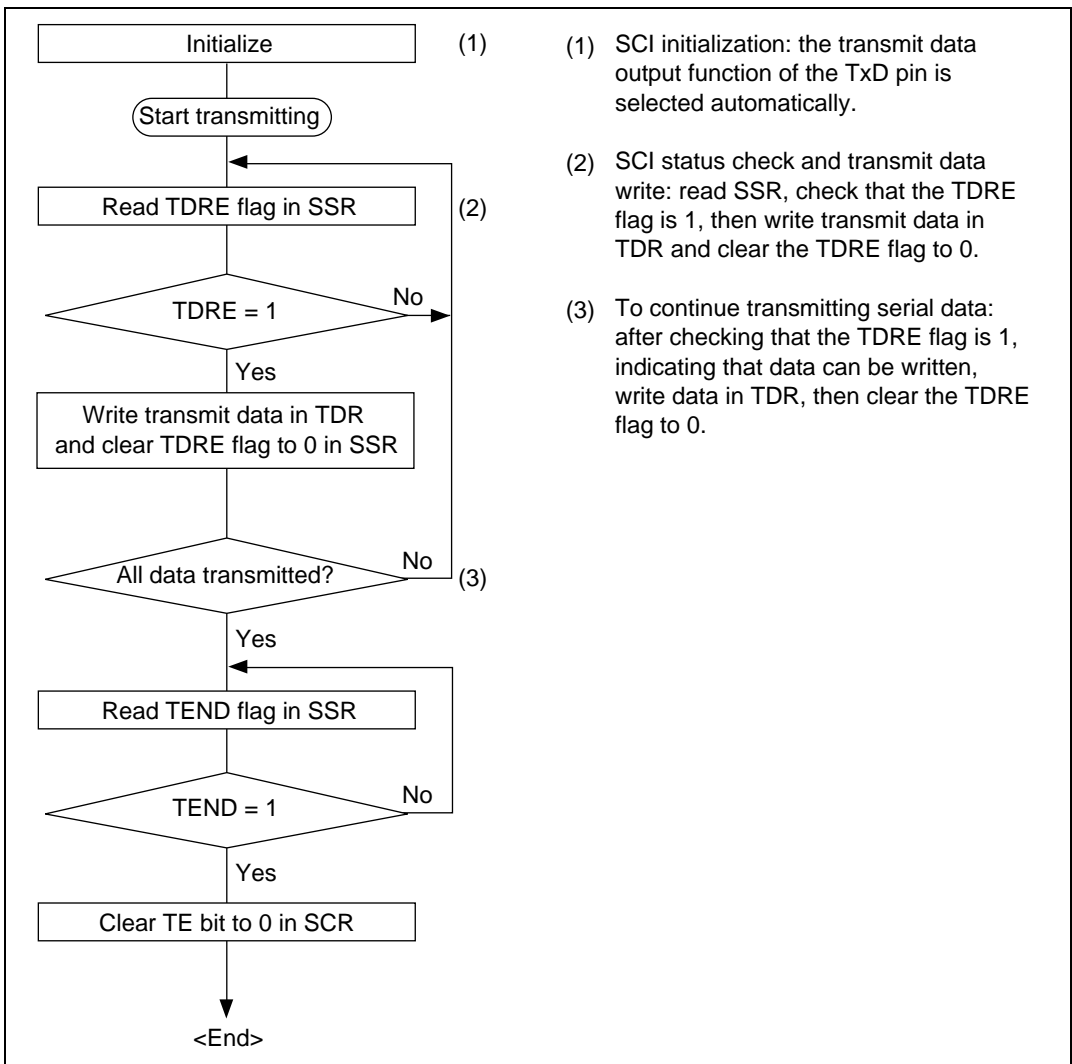 Initialize
(1)
Start transmitting
Read TDRE flag in SSR
(2)
TDRE = 1
No
Yes
Write transmit data in TDR
and clear TDRE flag to 0 in SSR
All data transmitted?
No
(3)
Yes
Read TEND flag in SSR
TEND = 1
No
Yes
Clear TE bit to 0 in SCR
<End>
(1) SCI initialization: the transmit data
output function of the TxD pin is
selected automatically.
(2) SCI status check and transmit data
write: read SSR, check that the TDRE
flag is 1, then write transmit data in
TDR and clear the TDRE flag to 0.
(3) To continue transmitting serial data:
after checking that the TDRE flag is 1,
indicating that data can be written,
write data in TDR, then clear the TDRE
flag to 0.